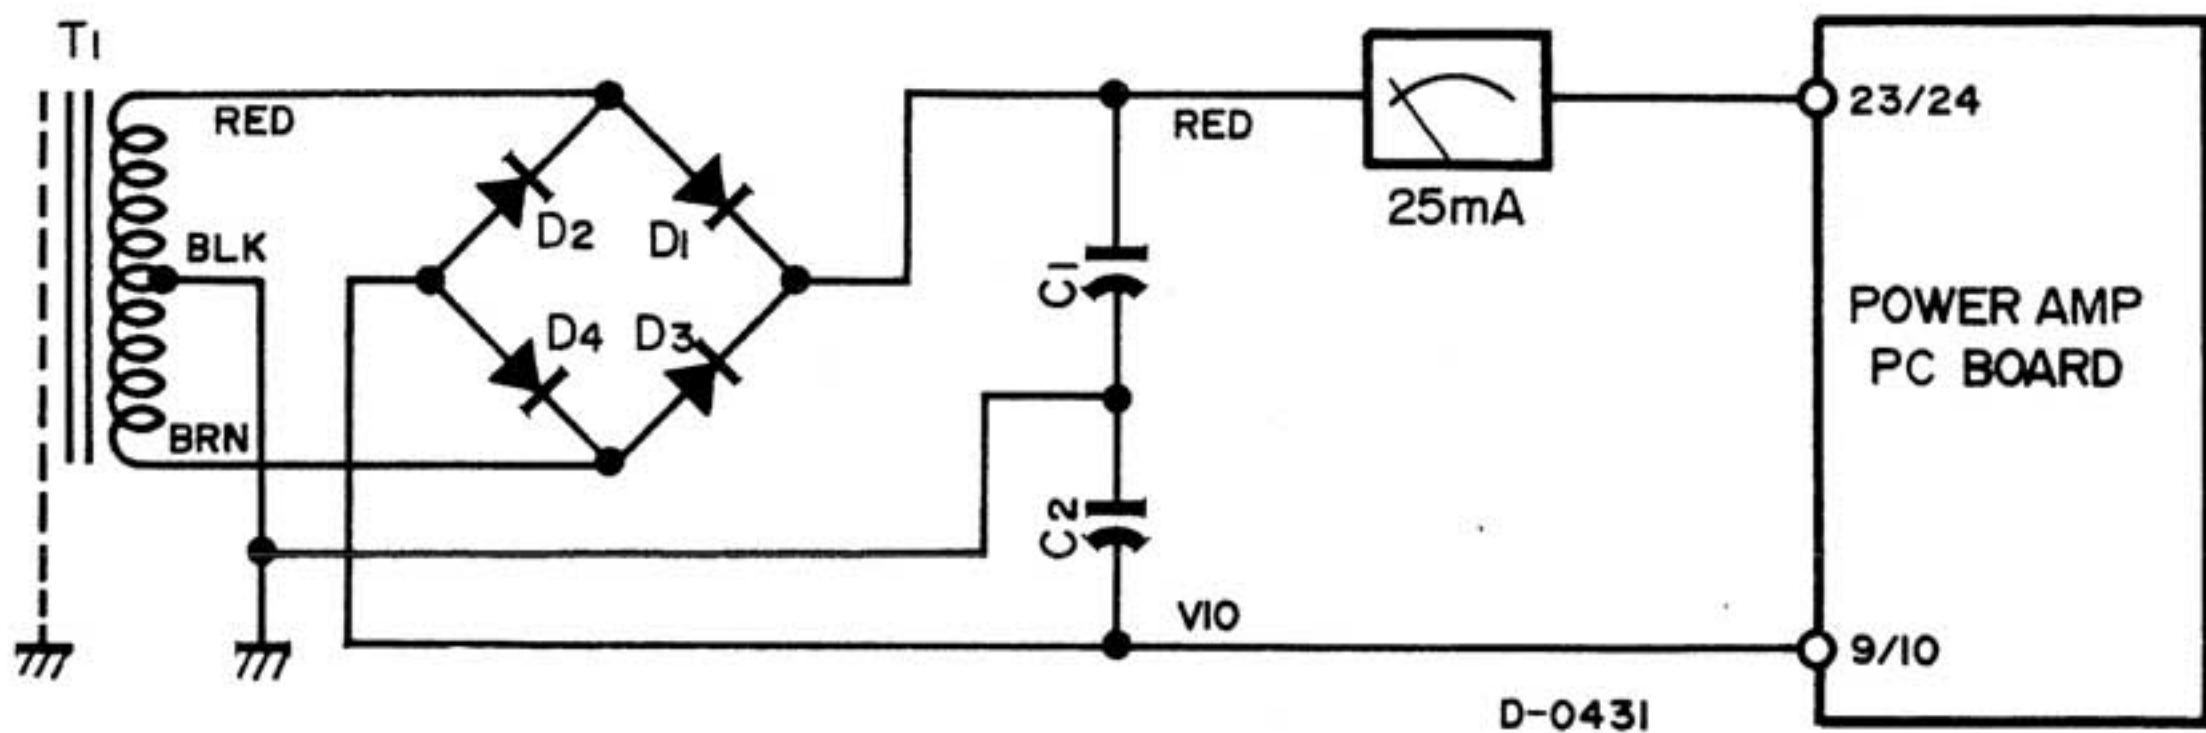 T1
RED
BLK
BRN
D2
D1
D4
D3
C1
C2
RED
25mA
23/24
POWER AMP
PC BOARD
VIO
9/10
D-0431